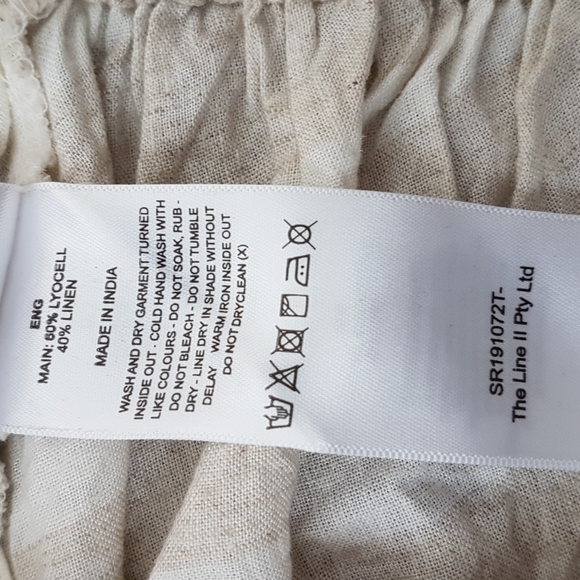 ENG
MAIN: 60% LYOCELL
40% LINEN
MADE IN INDIA
WASH AND DRY GARMENT TURNED
INSIDE OUT - COLD HAND WASH WITH
LIKE COLOURS - DO NOT SOAK, RUB -
DO NOT BLEACH - DO NOT TUMBLE
DRY - LINE DRY IN SHADE WITHOUT
DELAY WARM IRON INSIDE OUT
DO NOT DRYCLEAN (X)
SR191072T-
The Line II Pty Ltd